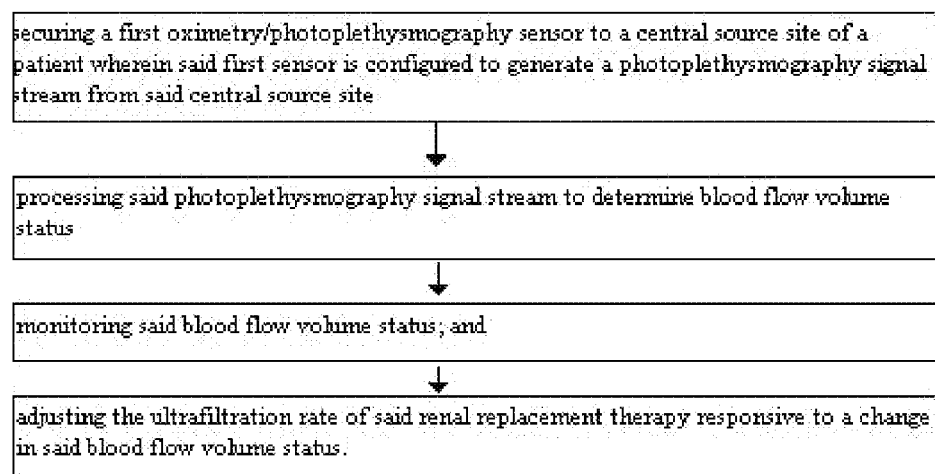 securing a first oximetry/photoplethysmography sensor to a central source site of a
patient wherein said first sensor is configured to generate a photoplethysmography signal
stream from said central source site
processing said photoplethysmography signal stream to determine blood flow volume
status
monitoring said blood flow volume status; and
adjusting the ultrafiltration rate of said renal replacement therapy responsive to a change
in said blood flow volume status.